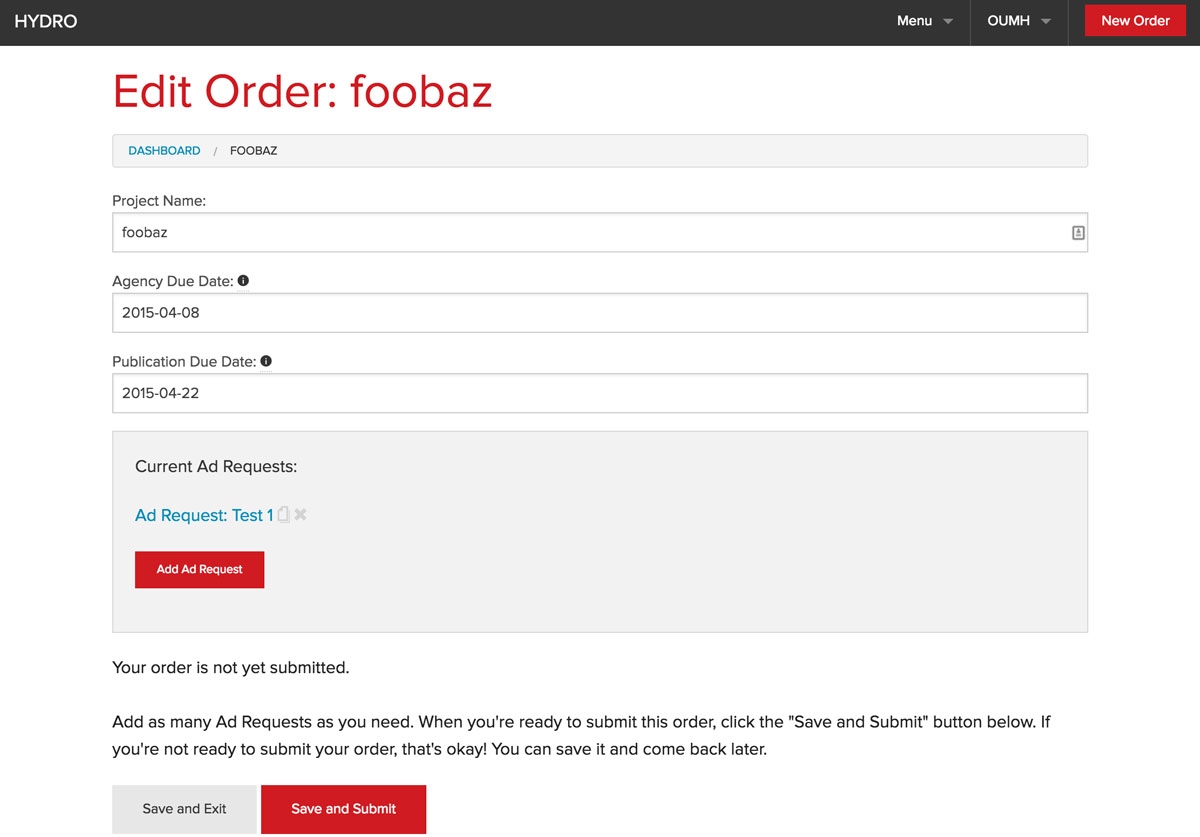 HYDRO
Menu
OUMH
New Order
Edit Order: foobaz
DASHBOARD / FOOBAZ
Project Name:
foobaz
Agency Due Date:
2015-04-08
Publication Due Date:
2015-04-22
Current Ad Requests:
Ad Request: Test 1
Add Ad Request
Your order is not yet submitted.
Add as many Ad Requests as you need. When you're ready to submit this order, click the "Save and Submit" button below. If
you're not ready to submit your order, that's okay! You can save it and come back later.
Save and Exit
Save and Submit